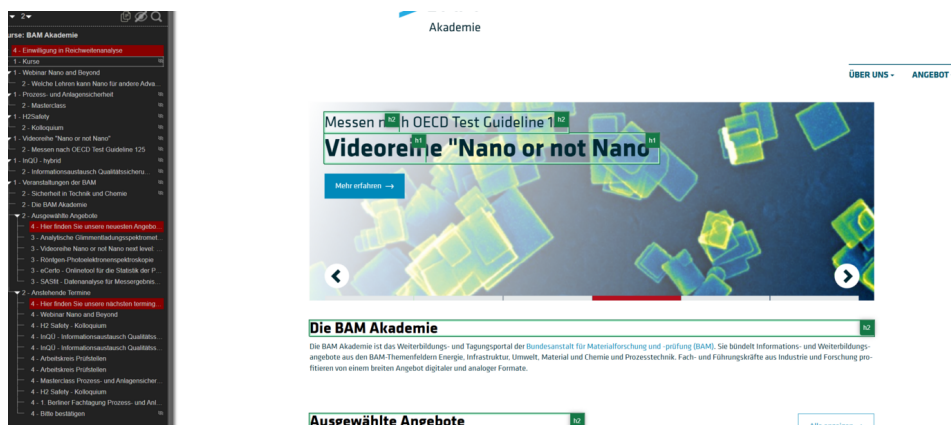 2
urse: BAM Akademie
4 - Einwilligung in Reichweitenanalyse
1 - Kurse
1 - Webinar Nano and Beyond
2 - Welche Lehren kann Nano für andere Adva...
1 - Prozess- und Anlagensicherheit
2 - Masterclass
1 - H2Safety
2 - Kolloquium
1 - Videoreihe "Nano or not Nano"
2 - Messen nach OECD Test Guideline 125
1 - InQÜ - hybrid
2 - Informationsaustausch Qualitätssicheru...
1 - Veranstaltungen der BAM
2 - Sicherheit in Technik und Chemie
2 - Die BAM Akademie
2 - Ausgewählte Angebote
4 - Hier finden Sie unsere neuesten Angebo...
3 - Analytische Glimmentladungsspektromet...
3 - Videoreihe Nano or not Nano next level: ...
3 - Röntgen-Photoelektronenspektroskopie
3 - eCerto - Onlinetool für die Statistik der P...
3 - SASfit - Datenanalyse für Messergebnis...
2 - Anstehende Termine
4 - Hier finden Sie unsere nächsten terming...
4 - Webinar Nano and Beyond
4 - H2 Safety - Kolloquium
4 - InQÜ - Informationsaustausch Qualitätss...
4 - InQÜ - Informationsaustausch Qualitätss...
4 - Arbeitskreis Prüfstellen
4 - Arbeitskreis Prüfstellen
4 - Masterclass Prozess- und Anlagensicher...
4 - H2 Safety - Kolloquium
4 - 1. Berliner Fachtagung Prozess- und Anl...
4 - Bitte bestätigen
Akademie
ÜBER UNS ANGEBOT
Messen n h2 h OECD Test Guideline 1 h2
Videoreihe h1 "Nano or not Nano h1
Mehr erfahren →
Die BAM Akademie h2
Die BAM Akademie ist das Weiterbildungs- und Tagungsportal der Bundesanstalt für Materialforschung und -prüfung (BAM). Sie bündelt Informations- und Weiterbildungs-
angebote aus den BAM-Themenfeldern Energie, Infrastruktur, Umwelt, Material und Chemie und Prozesstechnik. Fach- und Führungskräfte aus Industrie und Forschung pro-
fitieren von einem breiten Angebot digitaler und analoger Formate.
Ausgewählte Angebote h2